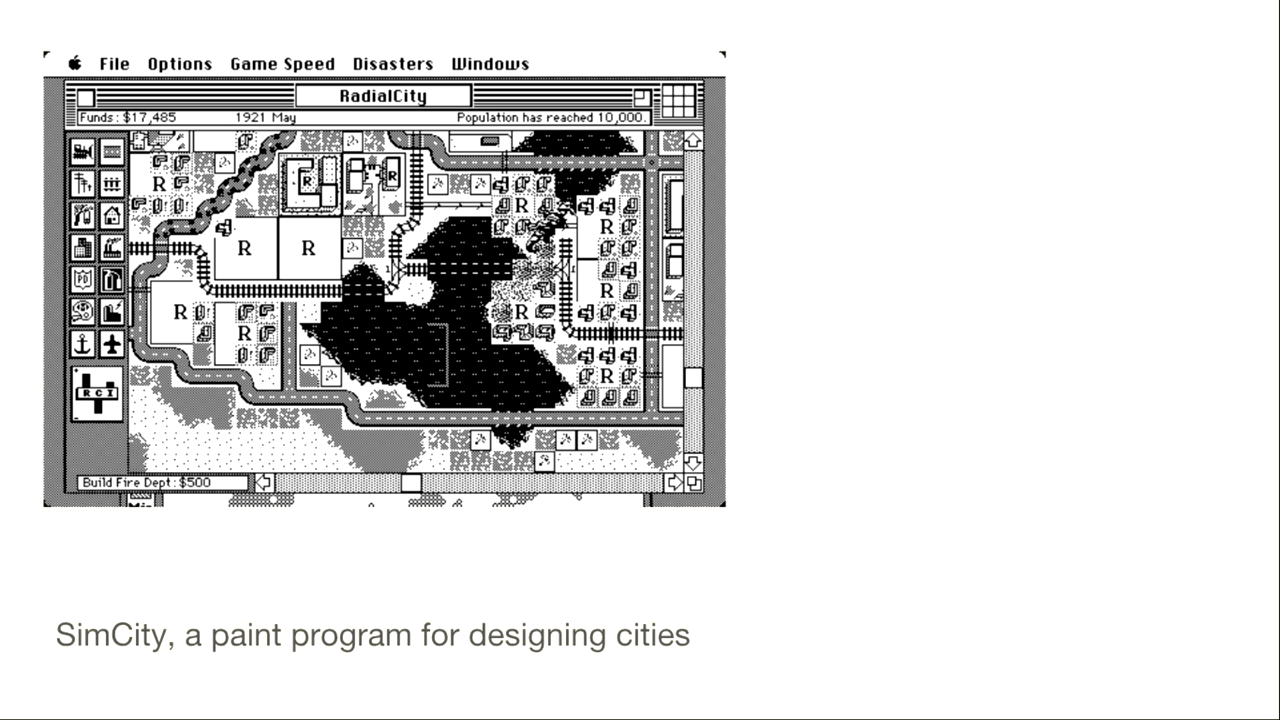 File Options Game Speed Disasters Windows
RadialCity
Funds: $17,485 1921 May Population has reached 10,000.
R
R
R
R
R R R
R R
R
R
R
R
R C I
Build Fire Dept: $500
SimCity, a paint program for designing cities